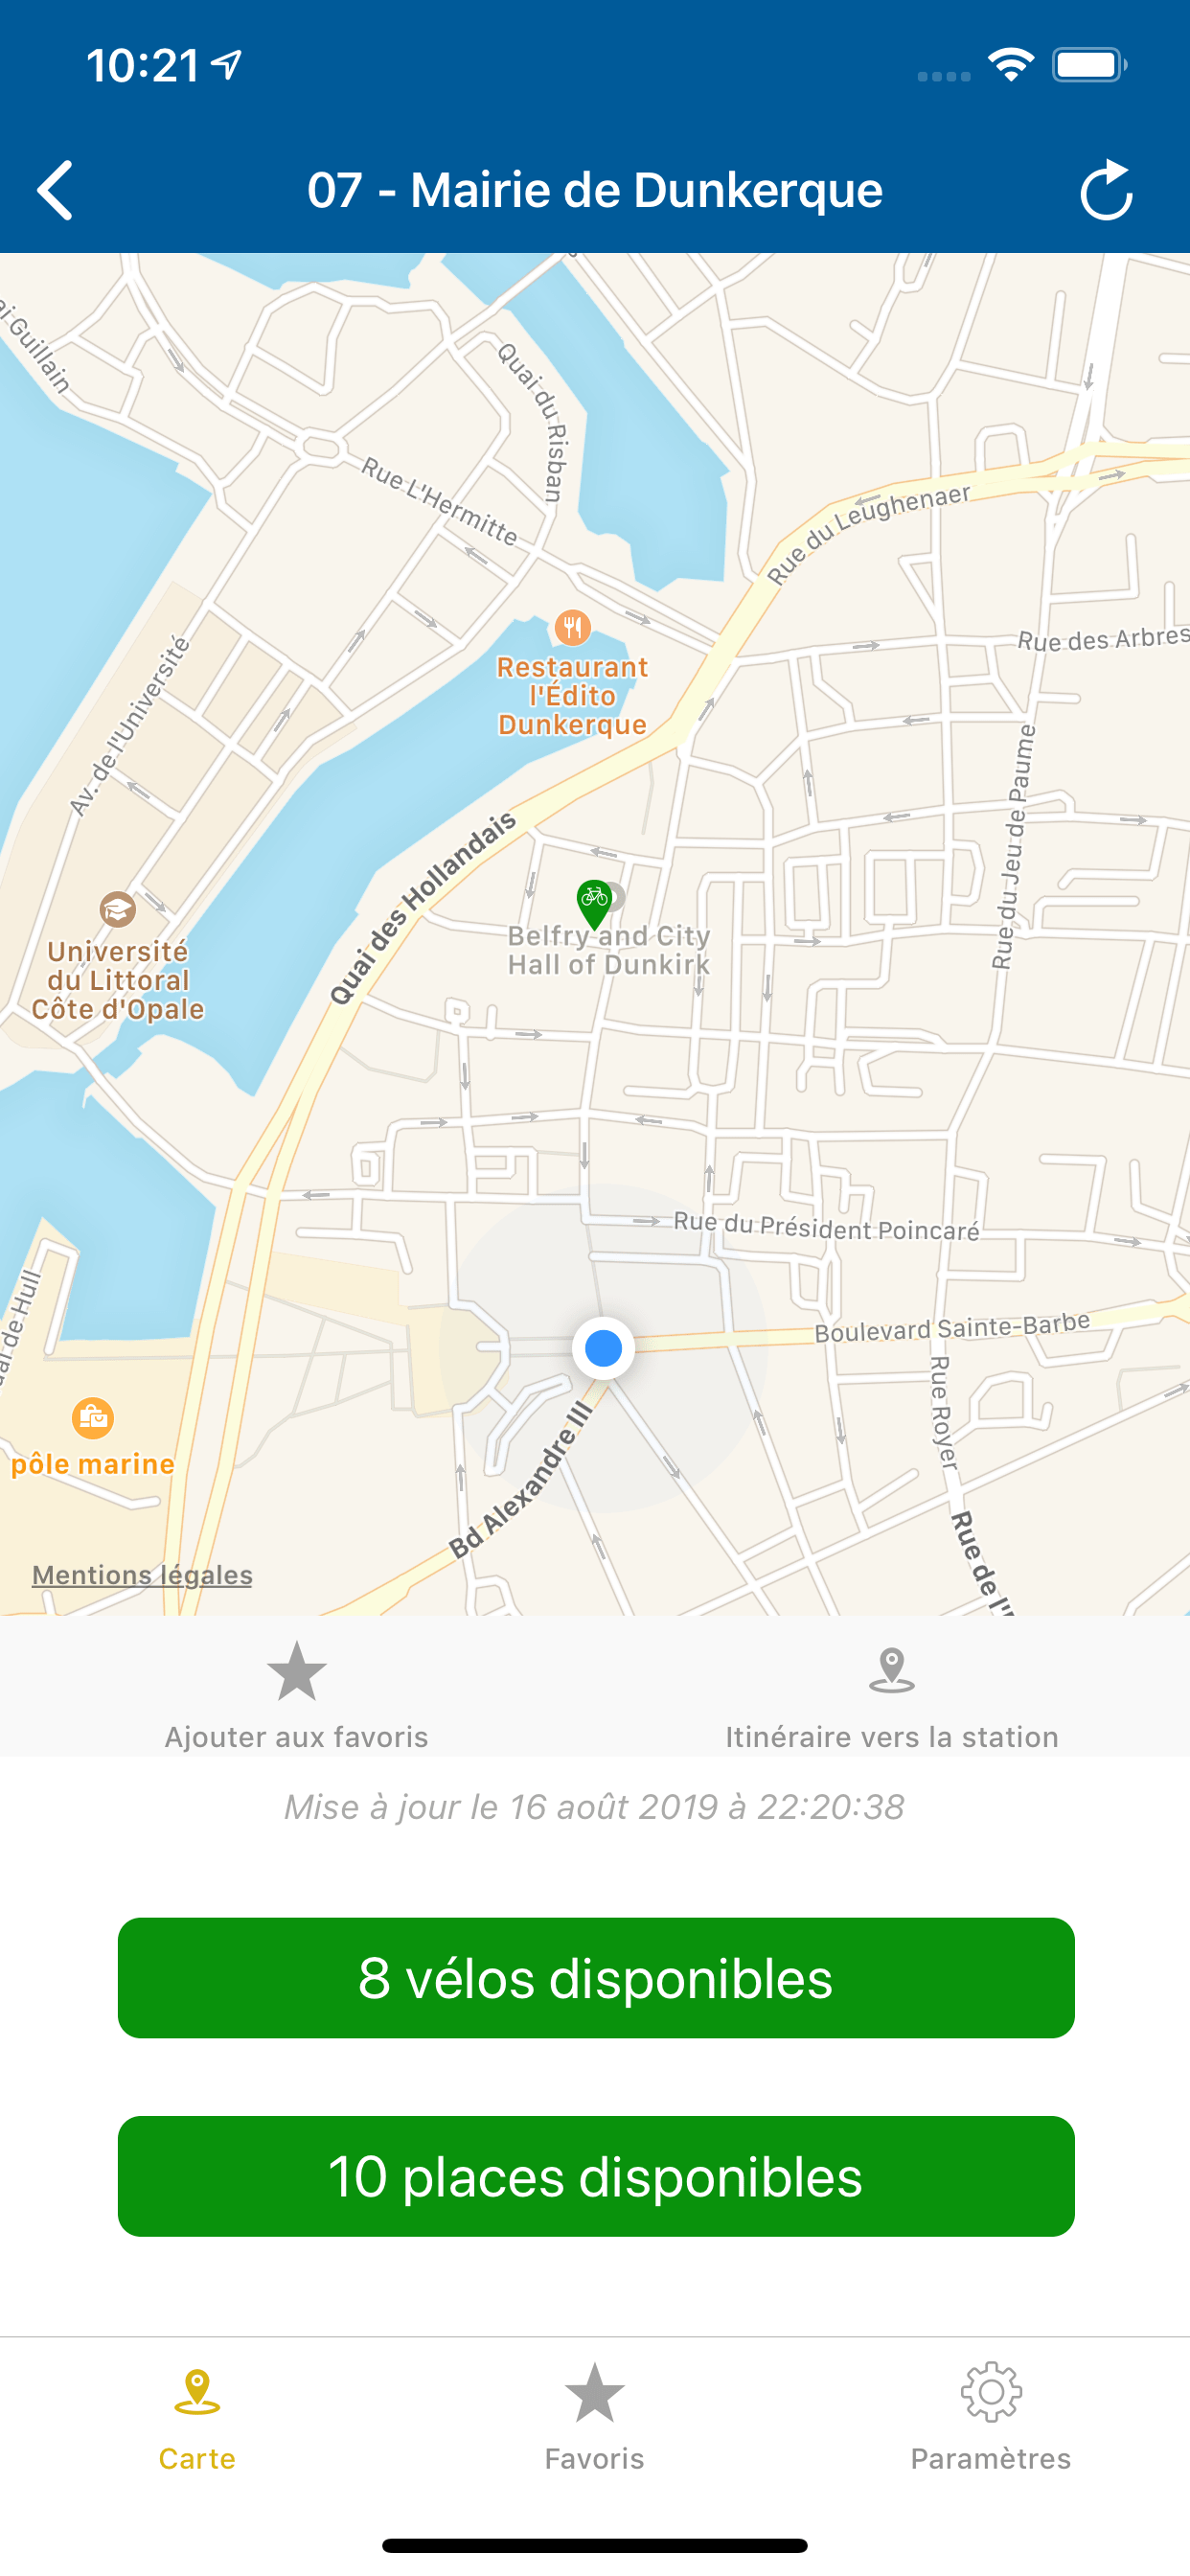 10:21
07 - Mairie de Dunkerque
Guillain
Quai du Risban
Rue L'Hermitte
Rue du Leughenaer
Rue des Arbres
Restaurant
l'Édito
Dunkerque
Av. de l'Université
Rue du Jeu de Paume
Quai des Hollandais
Université
du Littoral
Côte d'Opale
Belfry and City
Hall of Dunkirk
Rue du Président Poincaré
de Hull
Boulevard Sainte-Barbe
Rue Royer
pôle marine
Bd Alexandre III
Rue de l'
Mentions légales
Ajouter aux favoris
Itinéraire vers la station
Mise à jour le 16 août 2019 à 22:20:38
8 vélos disponibles
10 places disponibles
Carte
Favoris
Paramètres